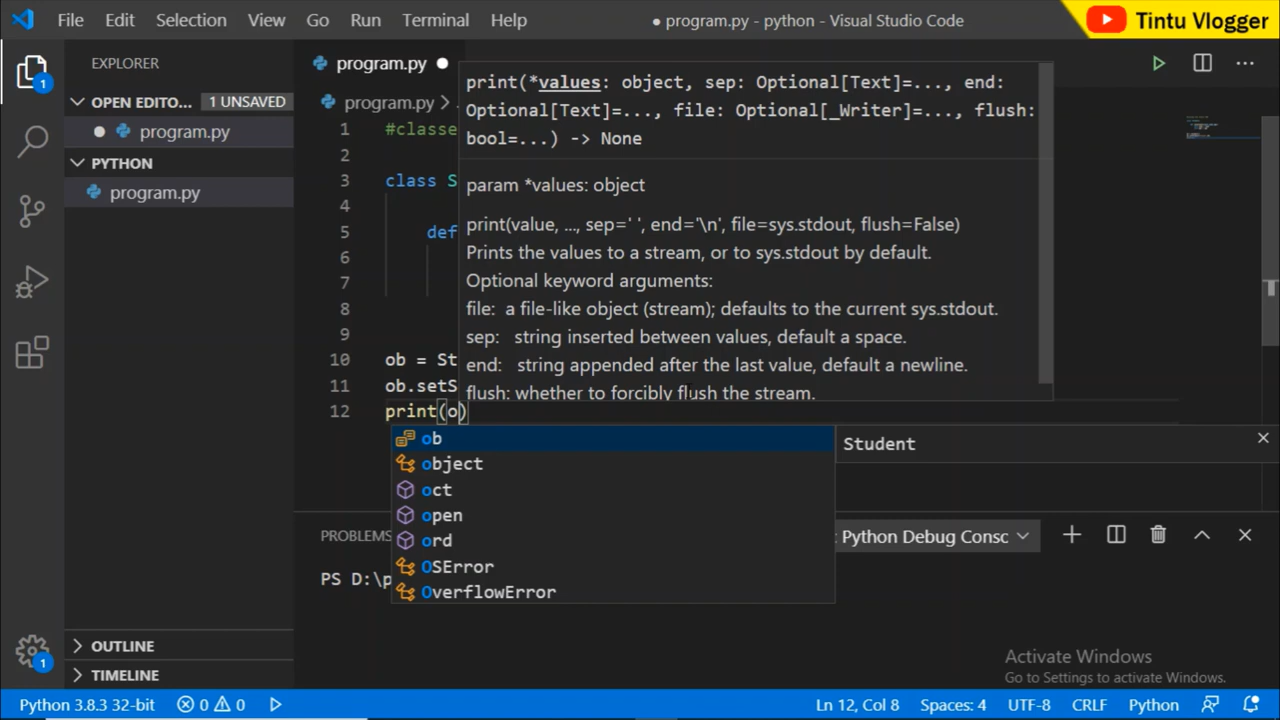 File Edit Selection View Go Run Terminal Help
● program.py - python - Visual Studio Code
Tintu Vlogger
EXPLORER
OPEN EDITO... 1 UNSAVED
program.py
PYTHON
program.py
OUTLINE
TIMELINE
1
1
program.py
program.py
1 #classe
2
3 class S
4
5 def
6
7
8
9
10 ob = St
11 ob.setS
12 print(o)
print(*values: object, sep: Optional[Text]=..., end:
Optional[Text]=..., file: Optional[_Writer]=..., flush:
bool=...) -> None
param *values: object
print(value, ..., sep=' ', end='\n', file=sys.stdout, flush=False)
Prints the values to a stream, or to sys.stdout by default.
Optional keyword arguments:
file: a file-like object (stream); defaults to the current sys.stdout.
sep: string inserted between values, default a space.
end: string appended after the last value, default a newline.
flush: whether to forcibly flush the stream.
ob
object
oct
open
ord
OSError
OverflowError
Student
PROBLEMS
: Python Debug Consc
PS D:\p
Activate Windows
Go to Settings to activate Windows.
Python 3.8.3 32-bit 0 0 Ln 12, Col 8 Spaces: 4 UTF-8 CRLF Python